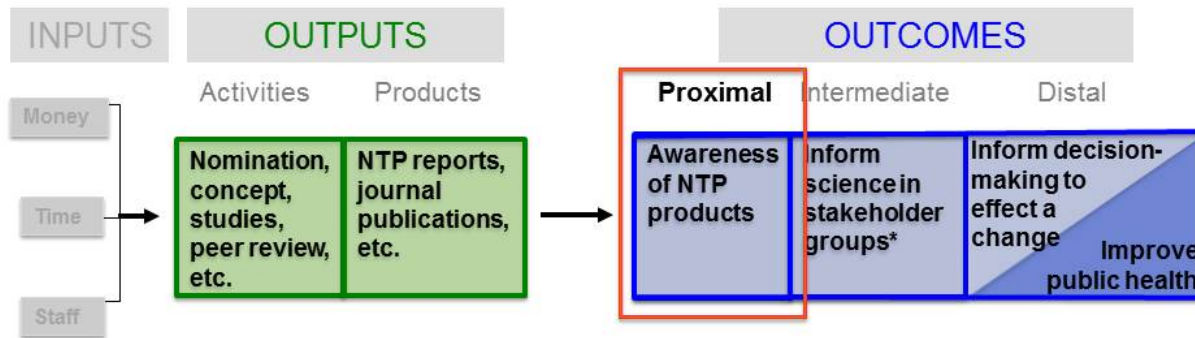 INPUTS
OUTPUTS
OUTCOMES
Activities
Products
Proximal
Intermediate
Distal
Money
Time
Staff
Nomination,
concept,
studies,
peer review,
etc.
NTP reports,
journal
publications,
etc.
Awareness
of NTP
products
Inform
science in
stakeholder
groups*
Inform decision-
making to
effect a
change
Improve
public health